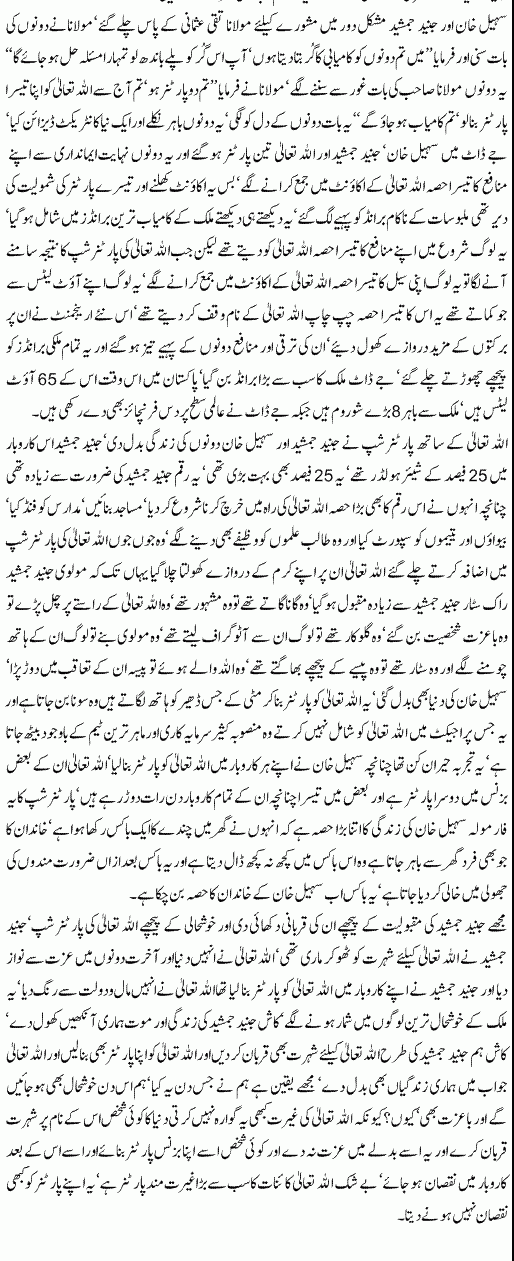 سہیل خان اور جنید جمشید مشکل دور میں مشورے کیلئے مولانا تقی عثمانی کے پاس چلے گئے‘ مولانا نے دونوں کی
بات سنی اور فرمایا ’’میں تم دونوں کو کامیابی کا گُر بتا دیتا ہوں‘ آپ اس گُر کو پلے باندھ لو تمہارا مسئلہ حل ہو جائے گا‘‘
یہ دونوں مولانا صاحب کی بات غور سے سننے لگے‘ مولانا نے فرمایا ’’تم دو پارٹنر ہو‘ تم آج سے اللہ تعالیٰ کو اپنا تیسرا
پارٹنر بنا لو‘ تم کامیاب ہو جاؤ گے‘‘ یہ بات دونوں کے دل کو لگی‘ یہ دونوں باہر نکلے اور ایک نیا کانٹریکٹ ڈیزائن کیا‘
جے ڈاٹ میں سہیل خان‘ جنید جمشید اور اللہ تعالیٰ تین پارٹنر ہو گئے اور یہ دونوں نہایت ایمانداری سے اپنے
منافع کا تیسرا حصہ اللہ تعالیٰ کے اکاؤنٹ میں جمع کرانے لگے‘ بس یہ اکاؤنٹ کھلنے اور تیسرے پارٹنر کی شمولیت کی
دیر تھی ملبوسات کے ناکام برانڈ کو پہیے لگ گئے‘ یہ دیکھتے ہی دیکھتے ملک کے کامیاب ترین برانڈز میں شامل ہو گیا‘
یہ لوگ شروع میں اپنے منافع کا تیسرا حصہ اللہ تعالیٰ کو دیتے تھے لیکن جب اللہ تعالیٰ کی پارٹنر شپ کا نتیجہ سامنے
آنے لگا تو یہ لوگ اپنی سیل کا تیسرا حصہ اللہ تعالیٰ کے اکاؤنٹ میں جمع کرانے لگے‘ یہ لوگ اپنے آؤٹ لیٹس سے
جو کماتے تھے یہ اس کا تیسرا حصہ چپ چاپ اللہ تعالیٰ کے نام وقف کر دیتے تھے‘ اس نئے ارینجمنٹ نے ان پر
برکتوں کے مزید دروازے کھول دیئے‘ ان کی ترقی اور منافع دونوں کے پہیے تیز ہو گئے اور یہ تمام ملکی برانڈز کو
پیچھے چھوڑتے چلے گئے‘ جے ڈاٹ ملک کا سب سے بڑا برانڈ بن گیا‘ پاکستان میں اس وقت اس کے 65 آؤٹ
لیٹس ہیں‘ ملک سے باہر 8 بڑے شوروم ہیں جبکہ جے ڈاٹ نے عالمی سطح پر دس فرنچائز بھی دے رکھی ہیں۔
اللہ تعالیٰ کے ساتھ پارٹنر شپ نے جنید جمشید اور سہیل خان دونوں کی زندگی بدل دی‘ جنید جمشید اس کاروبار
میں 25 فیصد کے شیئر ہولڈر تھے‘ یہ 25 فیصد بھی بہت بڑی تھی‘ یہ رقم جنید جمشید کی ضرورت سے زیادہ تھی
چنانچہ انہوں نے اس رقم کا بھی بڑا حصہ اللہ تعالیٰ کی راہ میں خرچ کرنا شروع کر دیا‘ مساجد بنائیں‘ مدارس کو فنڈ کیا‘
بیواؤں اور یتیموں کو سپورٹ کیا اور وہ طالب علموں کو وظیفے بھی دینے لگے‘ وہ جوں جوں اللہ تعالیٰ کی پارٹنر شپ
میں اضافہ کرتے چلے گئے اللہ تعالیٰ ان پر اپنے کرم کے دروازے کھولتا چلا گیا یہاں تک کہ مولوی جنید جمشید
راک سٹار جنید جمشید سے زیادہ مقبول ہو گیا‘ وہ گانا گاتے تھے تو وہ مشہور تھے‘ وہ اللہ تعالیٰ کے راستے پر چل پڑے تو
وہ باعزت شخصیت بن گئے‘ وہ گلوکار تھے تو لوگ ان سے آٹو گراف لیتے تھے‘ وہ مولوی بنے تو لوگ ان کے ہاتھ
چومنے لگے اور وہ سٹار تھے تو وہ پیسے کے پیچھے بھاگتے تھے‘ وہ اللہ والے ہوئے تو پیسہ ان کے تعاقب میں دوڑ پڑا‘
سہیل خان کی دنیا بھی بدل گئی‘ یہ اللہ تعالیٰ کو پارٹنر بنا کر مٹی کے جس ڈھیر کو ہاتھ لگاتے ہیں وہ سونا بن جاتا ہے اور
یہ جس پراجیکٹ میں اللہ تعالیٰ کو شامل نہیں کرتے وہ منصوبہ کثیر سرمایہ کاری اور ماہر ترین ٹیم کے باوجود بیٹھ جاتا
ہے‘ یہ تجربہ حیران کن تھا چنانچہ سہیل خان نے اپنے ہر کاروبار میں اللہ تعالیٰ کو پارٹنر بنا لیا‘ اللہ تعالیٰ ان کے بعض
بزنس میں دوسرا پارٹنر ہے اور بعض میں تیسرا چنانچہ ان کے تمام کاروبار دن رات دوڑ رہے ہیں‘ پارٹنر شپ کا یہ
فارمولہ سہیل خان کی زندگی کا اتنا بڑا حصہ ہے کہ انہوں نے گھر میں چندے کا ایک باکس رکھا ہوا ہے‘ خاندان کا
جو بھی فرد گھر سے باہر جاتا ہے وہ اس باکس میں کچھ نہ کچھ ڈال دیتا ہے اور یہ باکس بعد ازاں ضرورت مندوں کی
جھولی میں خالی کر دیا جاتا ہے‘ یہ باکس اب سہیل خان کے خاندان کا حصہ بن چکا ہے۔
مجھے جنید جمشید کی مقبولیت کے پیچھے ان کی قربانی دکھائی دی اور خوشحالی کے پیچھے اللہ تعالیٰ کی پارٹنر شپ‘ جنید
جمشید نے اللہ تعالیٰ کیلئے شہرت کو ٹھوکر ماری تھی‘ اللہ تعالیٰ نے انہیں دنیا اور آخرت دونوں میں عزت سے نواز
دیا اور جنید جمشید نے اپنے کاروبار میں اللہ تعالیٰ کو پارٹنر بنا لیا تھا اللہ تعالیٰ نے انہیں مال و دولت سے رنگ دیا‘ یہ
ملک کے خوشحال ترین لوگوں میں شمار ہونے لگے‘ کاش جنید جمشید کی زندگی اور موت ہماری آنکھیں کھول دے‘
کاش ہم جنید جمشید کی طرح اللہ تعالیٰ کیلئے شہرت بھی قربان کر دیں اور اللہ تعالیٰ کو اپنا پارٹنر بھی بنا لیں اور اللہ تعالیٰ
جواب میں ہماری زندگیاں بھی بدل دے‘ مجھے یقین ہے ہم نے جس دن یہ کیا‘ ہم اس دن خوشحال بھی ہو جائیں
گے اور باعزت بھی‘ کیوں؟ کیونکہ اللہ تعالیٰ کی غیرت کبھی یہ گوارہ نہیں کرتی دنیا کا کوئی شخص اس کے نام پر شہرت
قربان کرے اور یہ اسے بدلے میں عزت نہ دے اور کوئی شخص اسے اپنا بزنس پارٹنر بنائے اور اسے اس کے بعد
کاروبار میں نقصان ہو جائے‘ بے شک اللہ تعالیٰ کائنات کا سب سے بڑا غیرت مند پارٹنر ہے‘ یہ اپنے پارٹنر کو کبھی
نقصان نہیں ہونے دیتا۔